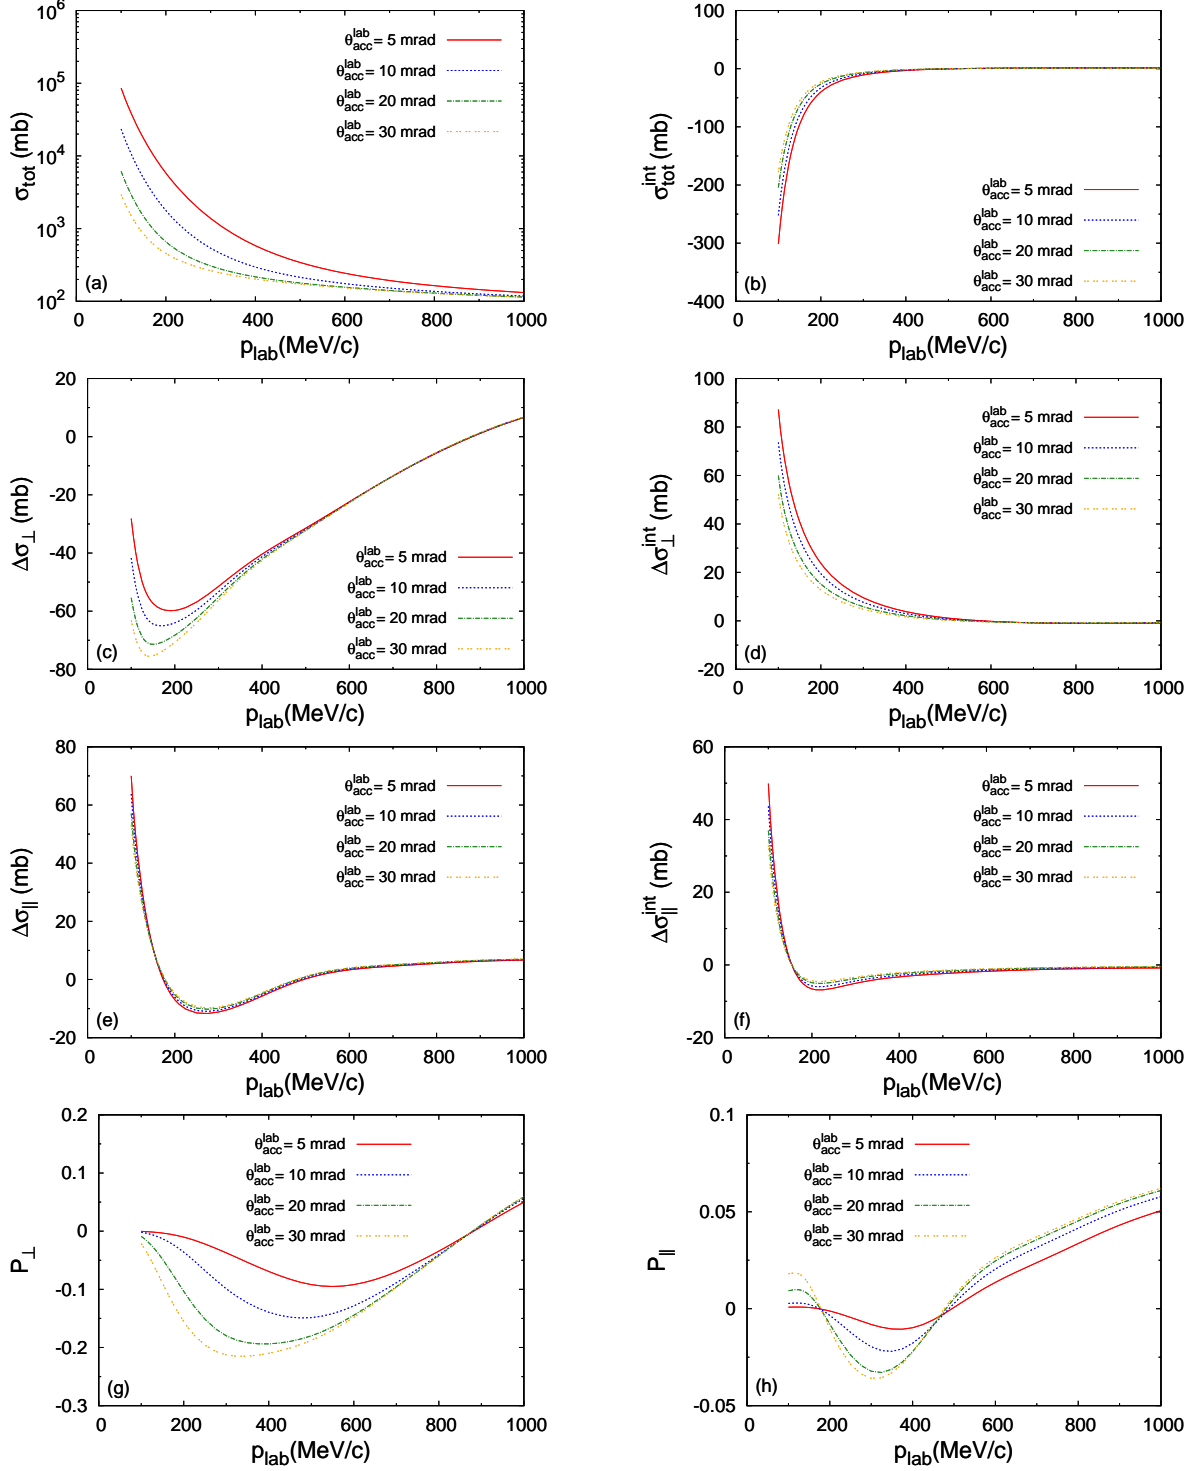 10^6
10^5
10^4
10^3
10^2
σ_tot (mb)
θ_acc^lab = 5 mrad
θ_acc^lab = 10 mrad
θ_acc^lab = 20 mrad
θ_acc^lab = 30 mrad
(a)
0 200 400 600 800 1000
p_lab(MeV/c)
100
0
-100
-200
-300
-400
σ_tot^int (mb)
θ_acc^lab = 5 mrad
θ_acc^lab = 10 mrad
θ_acc^lab = 20 mrad
θ_acc^lab = 30 mrad
(b)
0 200 400 600 800 1000
p_lab(MeV/c)
20
0
-20
-40
-60
-80
Δσ_⊥ (mb)
θ_acc^lab = 5 mrad
θ_acc^lab = 10 mrad
θ_acc^lab = 20 mrad
θ_acc^lab = 30 mrad
(c)
0 200 400 600 800 1000
p_lab(MeV/c)
100
80
60
40
20
0
-20
Δσ_⊥^int (mb)
θ_acc^lab = 5 mrad
θ_acc^lab = 10 mrad
θ_acc^lab = 20 mrad
θ_acc^lab = 30 mrad
(d)
0 200 400 600 800 1000
p_lab(MeV/c)
80
60
40
20
0
-20
Δσ_∥ (mb)
θ_acc^lab = 5 mrad
θ_acc^lab = 10 mrad
θ_acc^lab = 20 mrad
θ_acc^lab = 30 mrad
(e)
0 200 400 600 800 1000
p_lab(MeV/c)
60
40
20
0
-20
Δσ_∥^int (mb)
θ_acc^lab = 5 mrad
θ_acc^lab = 10 mrad
θ_acc^lab = 20 mrad
θ_acc^lab = 30 mrad
(f)
0 200 400 600 800 1000
p_lab(MeV/c)
0.2
0.1
0
-0.1
-0.2
-0.3
P_⊥
θ_acc^lab = 5 mrad
θ_acc^lab = 10 mrad
θ_acc^lab = 20 mrad
θ_acc^lab = 30 mrad
(g)
0 200 400 600 800 1000
p_lab(MeV/c)
0.1
0.05
0
-0.05
P_∥
θ_acc^lab = 5 mrad
θ_acc^lab = 10 mrad
θ_acc^lab = 20 mrad
θ_acc^lab = 30 mrad
(h)
0 200 400 600 800 1000
p_lab(MeV/c)